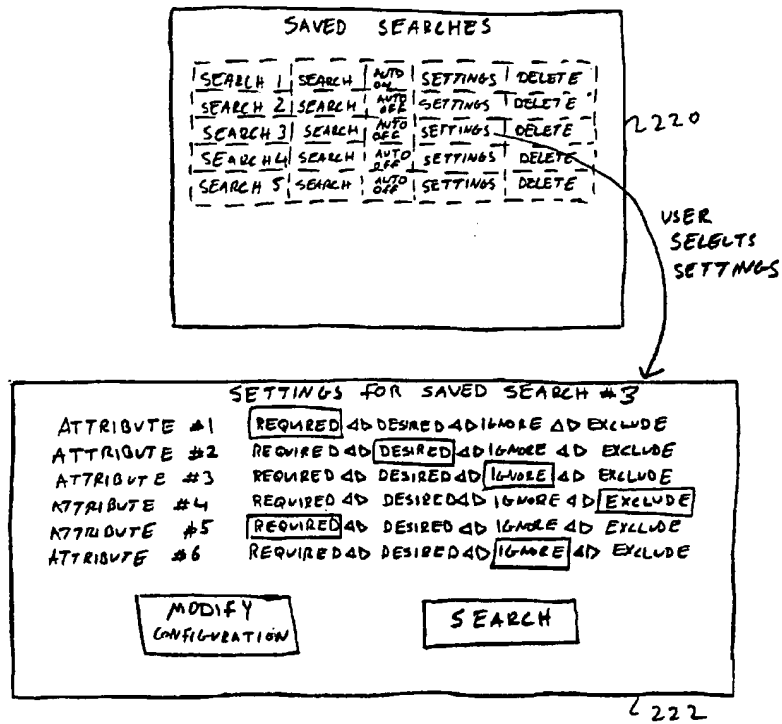 SAVED SEARCHES
SEARCH 1 SEARCH AUTO ON SETTINGS DELETE
SEARCH 2 SEARCH AUTO OFF SETTINGS DELETE
SEARCH 3 SEARCH AUTO OFF SETTINGS DELETE
SEARCH 4 SEARCH AUTO OFF SETTINGS DELETE
SEARCH 5 SEARCH AUTO OFF SETTINGS DELETE
220
USER
SELECTS
SETTINGS
SETTINGS FOR SAVED SEARCH #3
ATTRIBUTE #1 REQUIRED ◁▷ DESIRED ◁▷ IGNORE ◁▷ EXCLUDE
ATTRIBUTE #2 REQUIRED ◁▷ DESIRED ◁▷ IGNORE ◁▷ EXCLUDE
ATTRIBUTE #3 REQUIRED ◁▷ DESIRED ◁▷ IGNORE ◁▷ EXCLUDE
ATTRIBUTE #4 REQUIRED ◁▷ DESIRED ◁▷ IGNORE ◁▷ EXCLUDE
ATTRIBUTE #5 REQUIRED ◁▷ DESIRED ◁▷ IGNORE ◁▷ EXCLUDE
ATTRIBUTE #6 REQUIRED ◁▷ DESIRED ◁▷ IGNORE ◁▷ EXCLUDE
MODIFY
CONFIGURATION
SEARCH
222